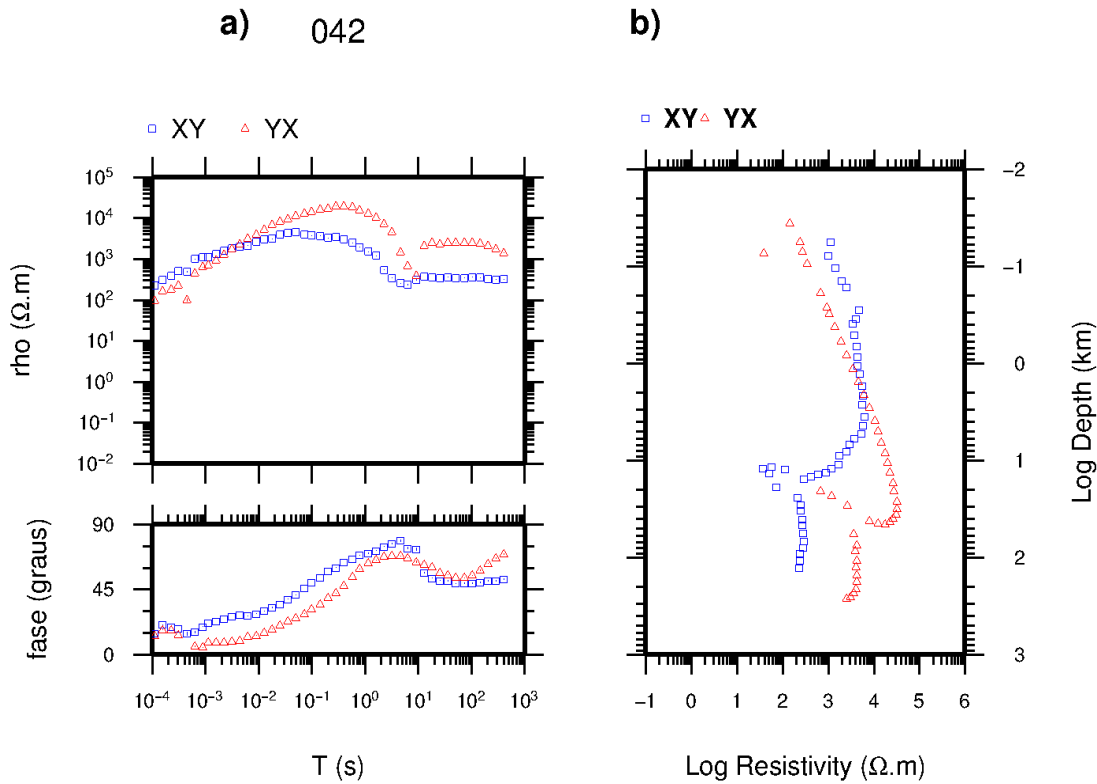 a) 042
XY YX
rho (Ω.m)
10^5
10^4
10^3
10^2
10^1
10^0
10^-1
10^-2
fase (graus)
90
45
0
10^-4 10^-3 10^-2 10^-1 10^0 10^1 10^2 10^3
T (s)
b)
XY YX
-2
-1
0
1
2
3
Log Depth (km)
-1 0 1 2 3 4 5 6
Log Resistivity (Ω.m)